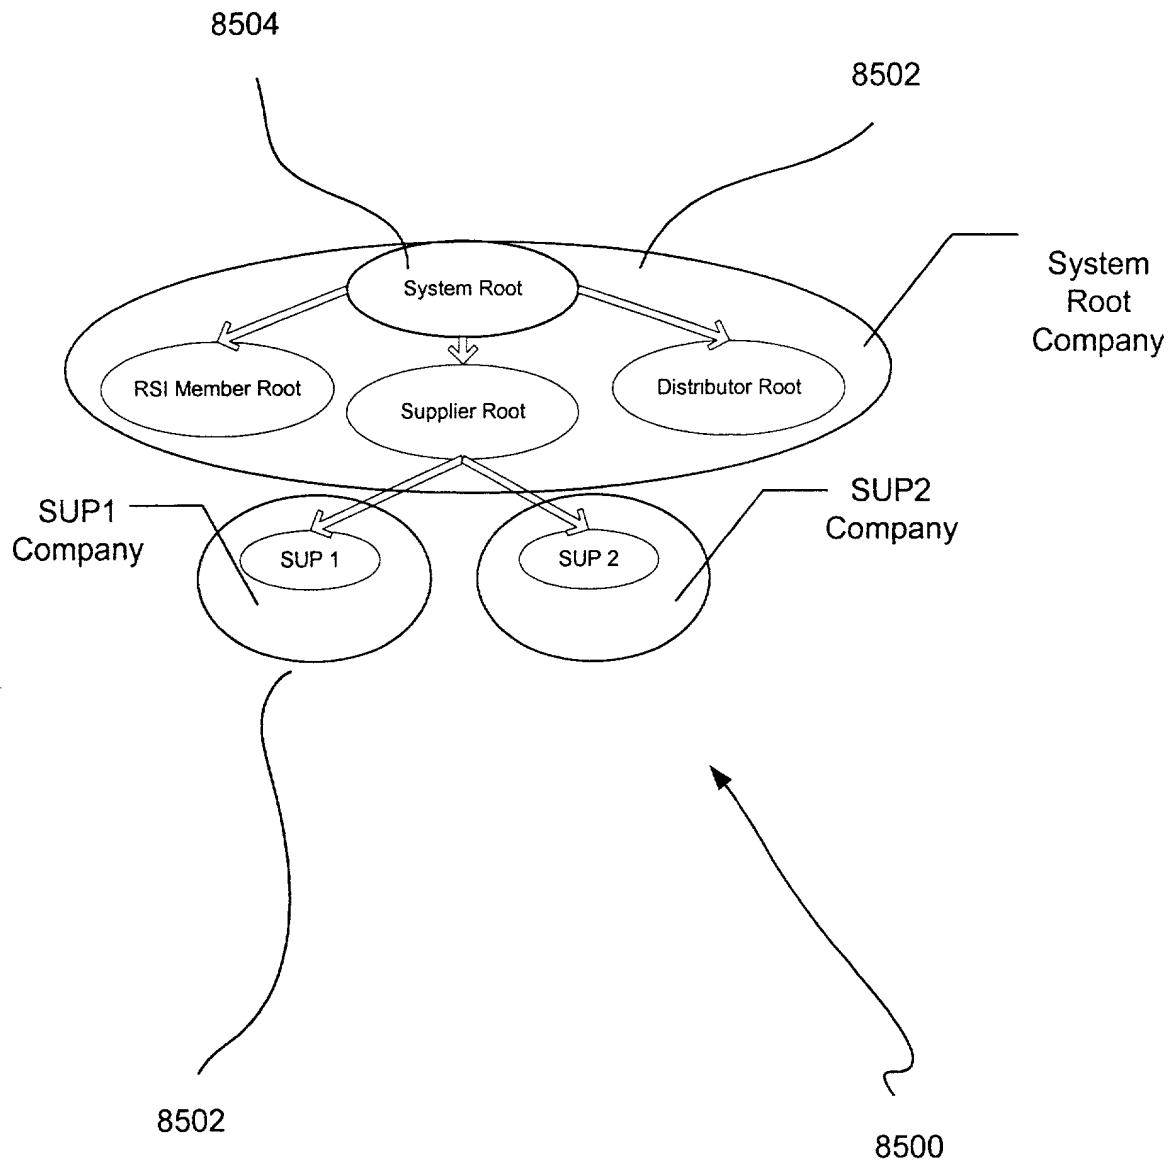 8504
8502
System Root
System
Root
Company
RSI Member Root
Supplier Root
Distributor Root
SUP1
Company
SUP2
Company
SUP 1
SUP 2
8502
8500